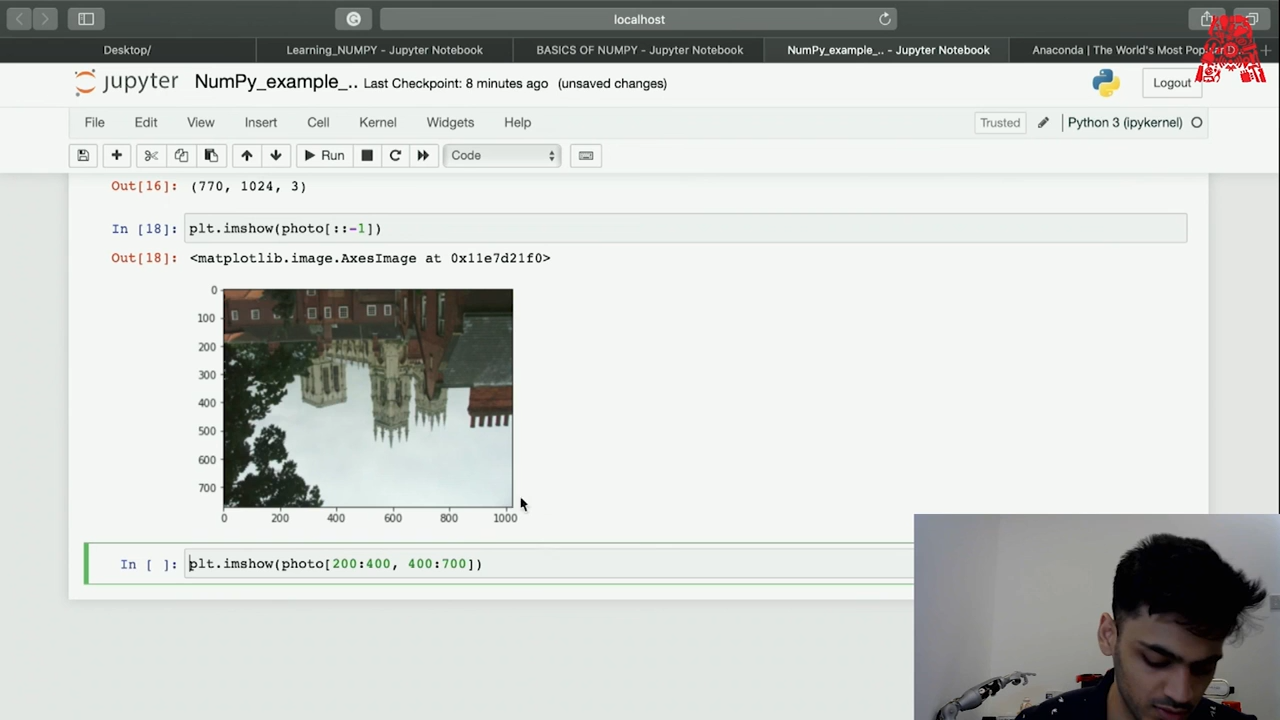 localhost
Desktop/
Learning_NUMPY - Jupyter Notebook
BASICS OF NUMPY - Jupyter Notebook
NumPy_example_.. - Jupyter Notebook
Anaconda | The World's Most Popular D...
jupyter NumPy_example_.. Last Checkpoint: 8 minutes ago (unsaved changes)
Logout
File Edit View Insert Cell Kernel Widgets Help
Trusted
Python 3 (ipykernel)
Run
Code
Out[16]: (770, 1024, 3)
In [18]: plt.imshow(photo[::-1])
Out[18]: <matplotlib.image.AxesImage at 0x11e7d21f0>
0
100
200
300
400
500
600
700
0 200 400 600 800 1000
In [ ]: plt.imshow(photo[200:400, 400:700])